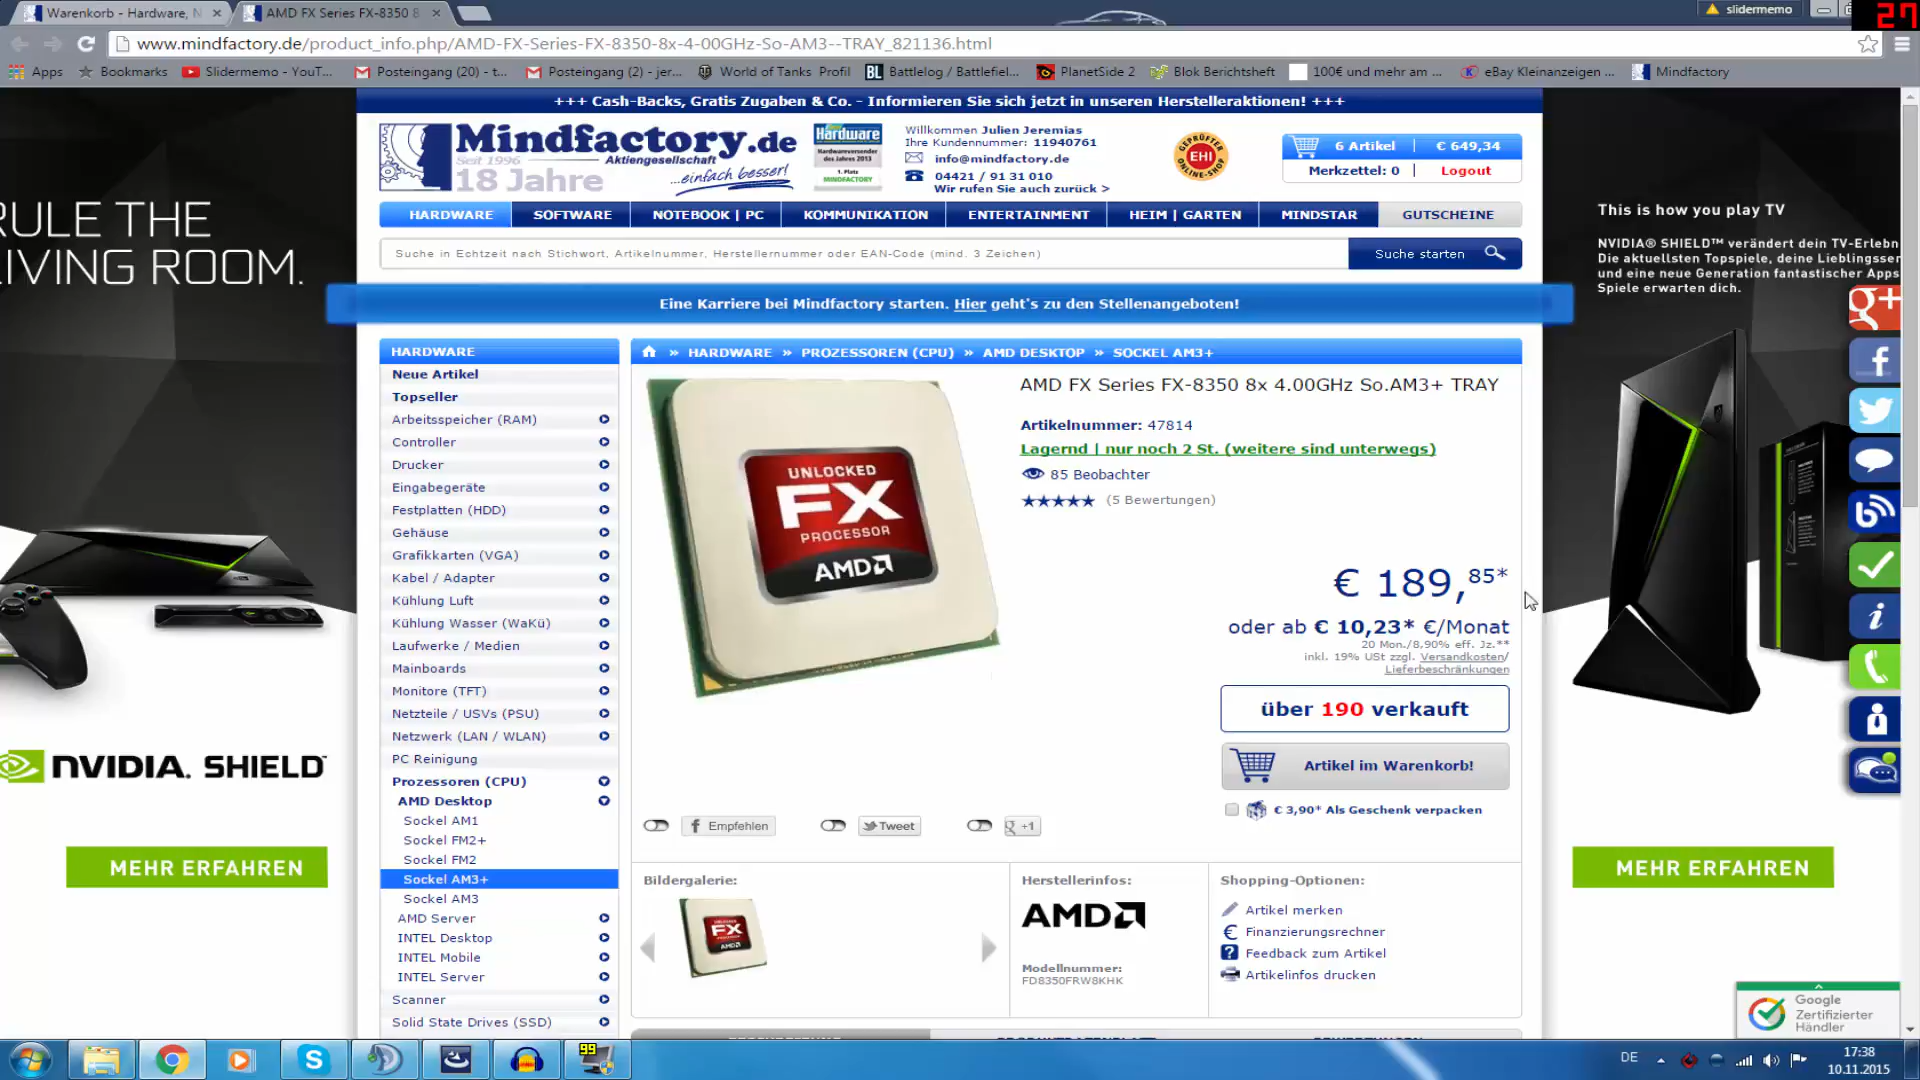 Warenkorb - Hardware, N
AMD FX Series FX-8350 8
slidermemo
27
www.mindfactory.de/product_info.php/AMD-FX-Series-FX-8350-8x-4-00GHz-So-AM3--TRAY_821136.html
Apps
Bookmarks
Slidermemo - YouT...
Posteingang (20) - t...
Posteingang (2) - jer...
World of Tanks Profil
BL
Battlelog / Battlefiel...
PlanetSide 2
Blok Berichtsheft
100€ und mehr am ...
eBay Kleinanzeigen ...
Mindfactory
+++ Cash-Backs, Gratis Zugaben & Co. - Informieren Sie sich jetzt in unseren Herstelleraktionen! +++
Mindfactory.de
Seit 1996
Aktiengesellschaft
18 Jahre
...einfach besser!
Hardware
Hardwareversender
des Jahres 2013
1. Platz
MINDFACTORY
Willkommen Julien Jeremias
Ihre Kundennummer: 11940761
info@mindfactory.de
04421 / 91 31 010
Wir rufen Sie auch zurück >
GEPRÜFTER
EHI
ONLINE-SHOP
6 Artikel | € 649,34
Merkzettel: 0 | Logout
HARDWARE
SOFTWARE
NOTEBOOK | PC
KOMMUNIKATION
ENTERTAINMENT
HEIM | GARTEN
MINDSTAR
GUTSCHEINE
Suche in Echtzeit nach Stichwort, Artikelnummer, Herstellernummer oder EAN-Code (mind. 3 Zeichen)
Suche starten
Eine Karriere bei Mindfactory starten. Hier geht's zu den Stellenangeboten!
RULE THE
LIVING ROOM.
NVIDIA. SHIELD
MEHR ERFAHREN
HARDWARE
Neue Artikel
Topseller
Arbeitsspeicher (RAM)
Controller
Drucker
Eingabegeräte
Festplatten (HDD)
Gehäuse
Grafikkarten (VGA)
Kabel / Adapter
Kühlung Luft
Kühlung Wasser (WaKü)
Laufwerke / Medien
Mainboards
Monitore (TFT)
Netzteile / USVs (PSU)
Netzwerk (LAN / WLAN)
PC Reinigung
Prozessoren (CPU)
AMD Desktop
Sockel AM1
Sockel FM2+
Sockel FM2
Sockel AM3+
Sockel AM3
AMD Server
INTEL Desktop
INTEL Mobile
INTEL Server
Scanner
Solid State Drives (SSD)
» HARDWARE » PROZESSOREN (CPU) » AMD DESKTOP » SOCKEL AM3+
UNLOCKED
FX
PROCESSOR
AMD
AMD FX Series FX-8350 8x 4.00GHz So.AM3+ TRAY
Artikelnummer: 47814
Lagernd | nur noch 2 St. (weitere sind unterwegs)
85 Beobachter
(5 Bewertungen)
€ 189,85*
oder ab € 10,23* €/Monat
20 Mon./8,90% eff. Jz.**
inkl. 19% USt zzgl. Versandkosten/
Lieferbeschränkungen
über 190 verkauft
Artikel im Warenkorb!
€ 3,90* Als Geschenk verpacken
Empfehlen
Tweet
g +1
Bildergalerie:
FX
AMD
Herstellerinfos:
AMD
Modellnummer:
FD8350FRW8KHK
Shopping-Optionen:
Artikel merken
Finanzierungsrechner
Feedback zum Artikel
Artikelinfos drucken
This is how you play TV
NVIDIA® SHIELD™ verändert dein TV-Erlebn
Die aktuellsten Topspiele, deine Lieblingsser
und eine neue Generation fantastischer Apps
Spiele erwarten dich.
MEHR ERFAHREN
Google
Zertifizierter
Händler
99
DE
17:38
10.11.2015